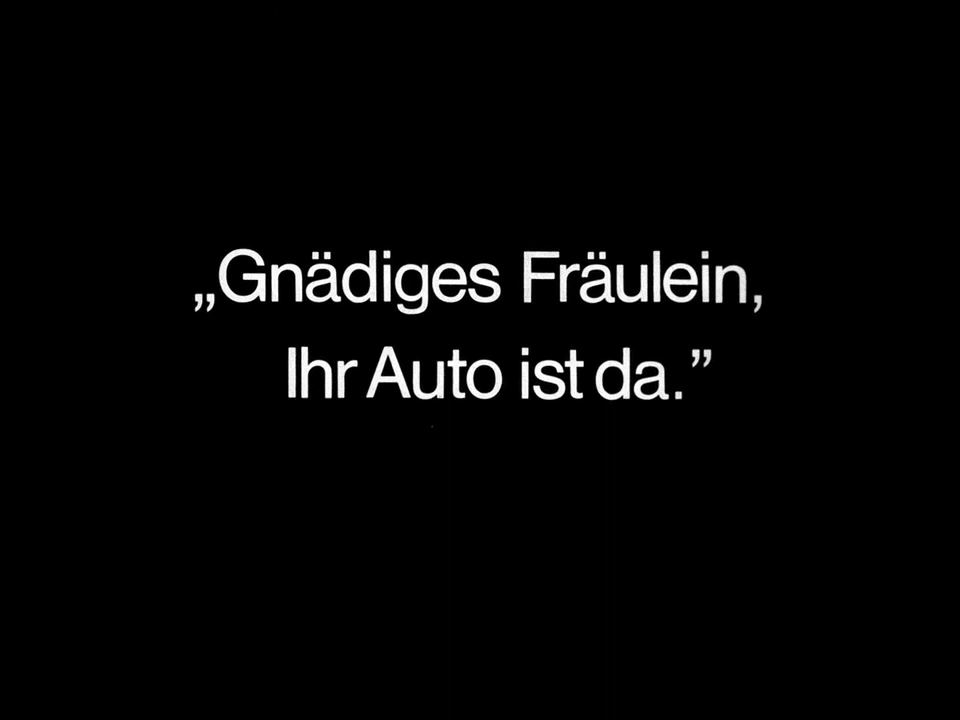 „Gnädiges Fräulein,
Ihr Auto ist da.”